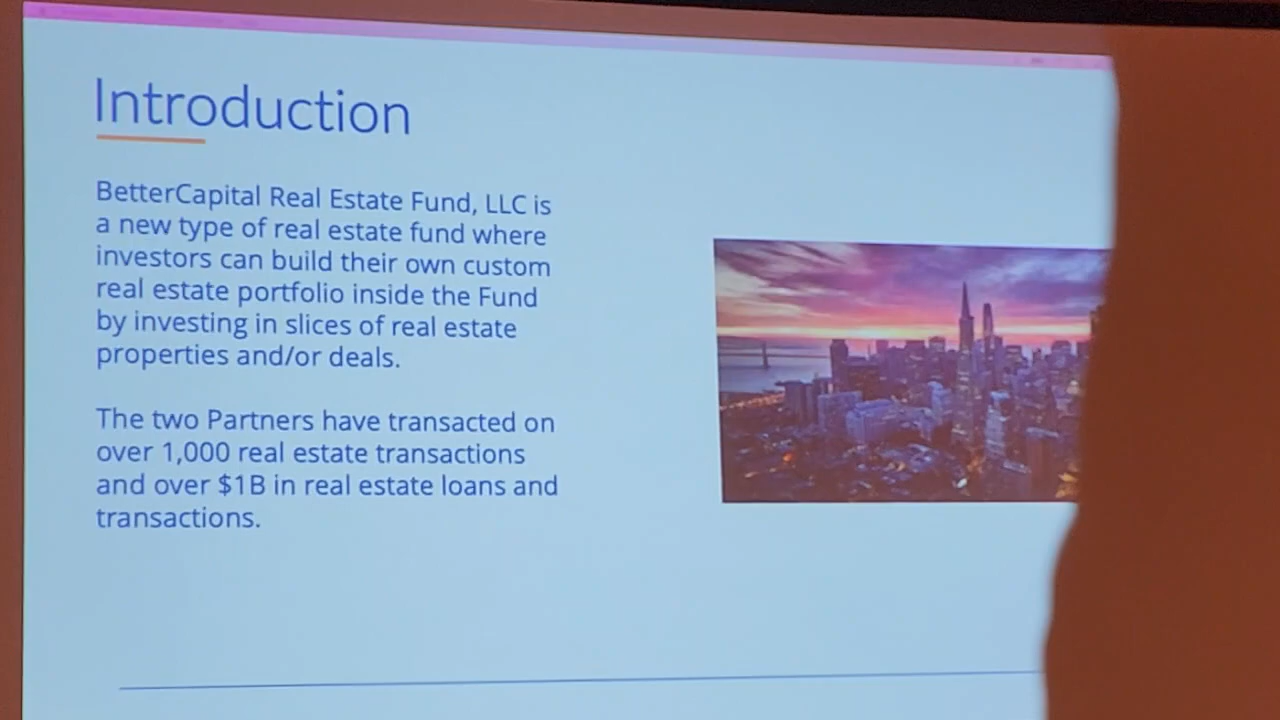 Introduction
BetterCapital Real Estate Fund, LLC is
a new type of real estate fund where
investors can build their own custom
real estate portfolio inside the Fund
by investing in slices of real estate
properties and/or deals.
The two Partners have transacted on
over 1,000 real estate transactions
and over $1B in real estate loans and
transactions.